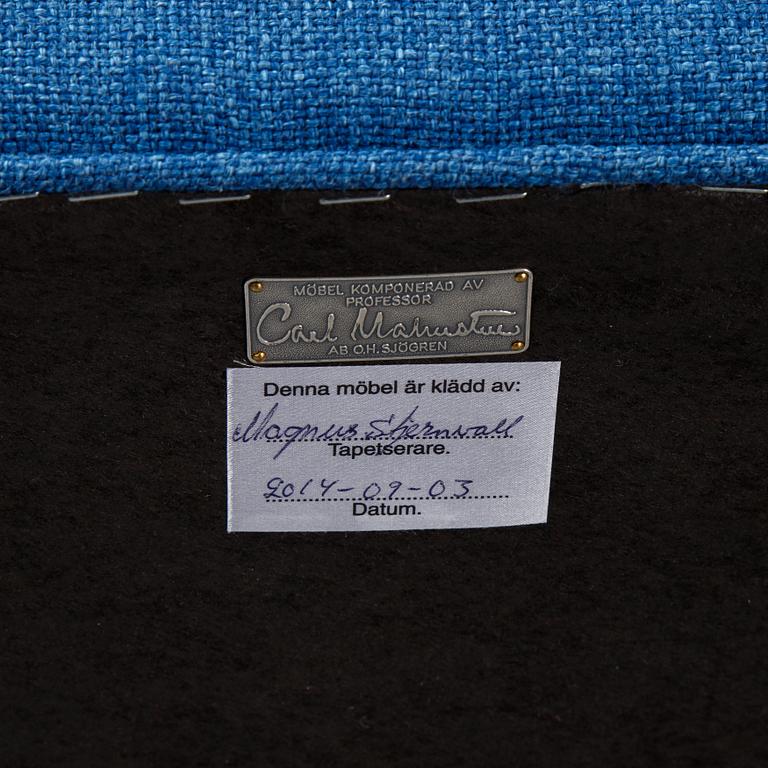 MÖBEL KOMPONERAD AV
PROFESSOR
Carl Malmsten
AB O.H. SJÖGREN
Denna möbel är klädd av:
Magnus Stjernvall
Tapetserare.
2014-09-03
Datum.